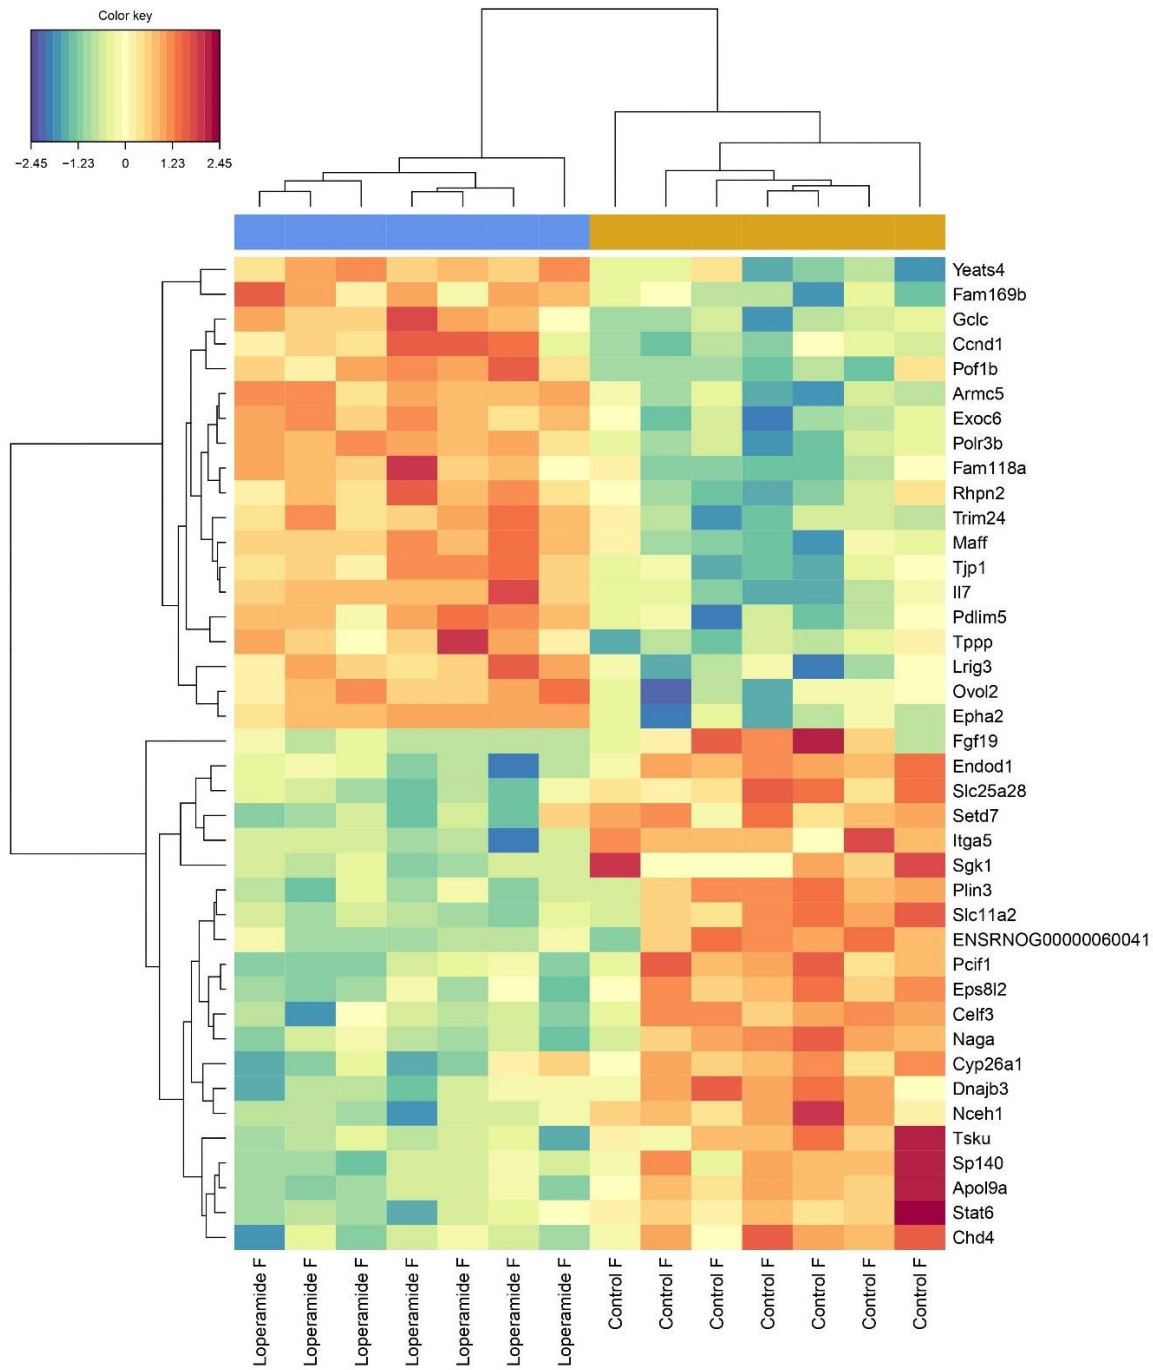 Color key
−2.45 −1.23 0 1.23 2.45
Yeats4
Fam169b
Gclc
Ccnd1
Pof1b
Armc5
Exoc6
Polr3b
Fam118a
Rhpn2
Trim24
Maff
Tjp1
Il7
Pdlim5
Tppp
Lrig3
Ovol2
Epha2
Fgf19
Endod1
Slc25a28
Setd7
Itga5
Sgk1
Plin3
Slc11a2
ENSRNOG00000060041
Pcif1
Eps8l2
Celf3
Naga
Cyp26a1
Dnajb3
Nceh1
Tsku
Sp140
Apol9a
Stat6
Chd4
Loperamide F
Loperamide F
Loperamide F
Loperamide F
Loperamide F
Loperamide F
Loperamide F
Control F
Control F
Control F
Control F
Control F
Control F
Control F